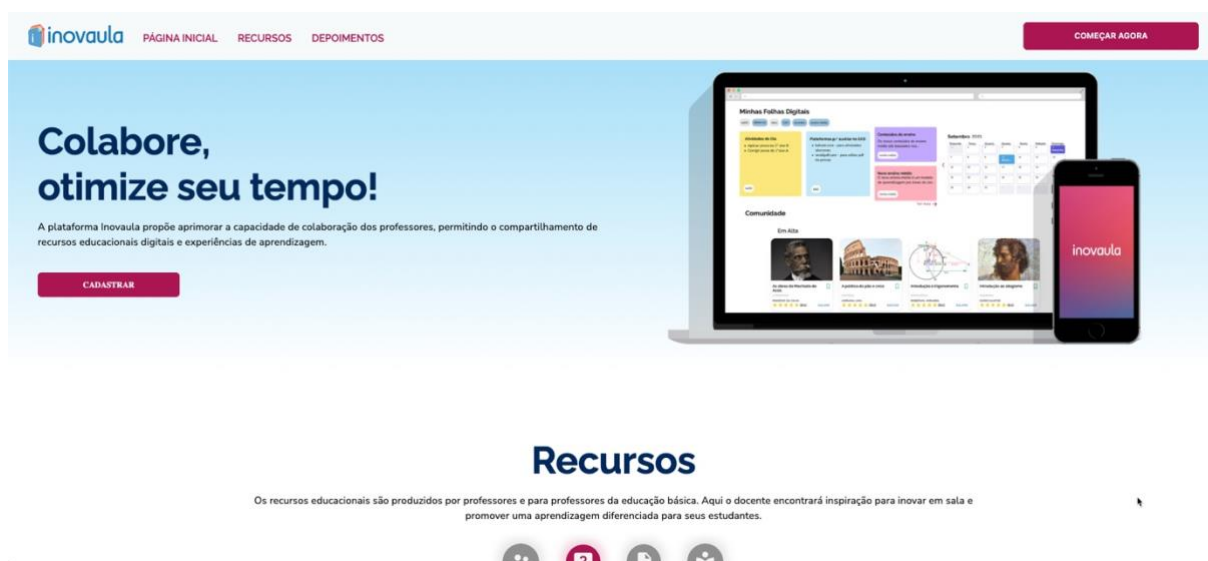 inovaula PÁGINA INICIAL RECURSOS DEPOIMENTOS COMEÇAR AGORA
Colabore,
otimize seu tempo!
A plataforma Inovaula propõe aprimorar a capacidade de colaboração dos professores, permitindo o compartilhamento de
recursos educacionais digitais e experiências de aprendizagem.
CADASTRAR
Minhas Folhas Digitais
Setembro
Comunidade
Em Alta
inovaula
Recursos
Os recursos educacionais são produzidos por professores e para professores da educação básica. Aqui o docente encontrará inspiração para inovar em sala e
promover uma aprendizagem diferenciada para seus estudantes.